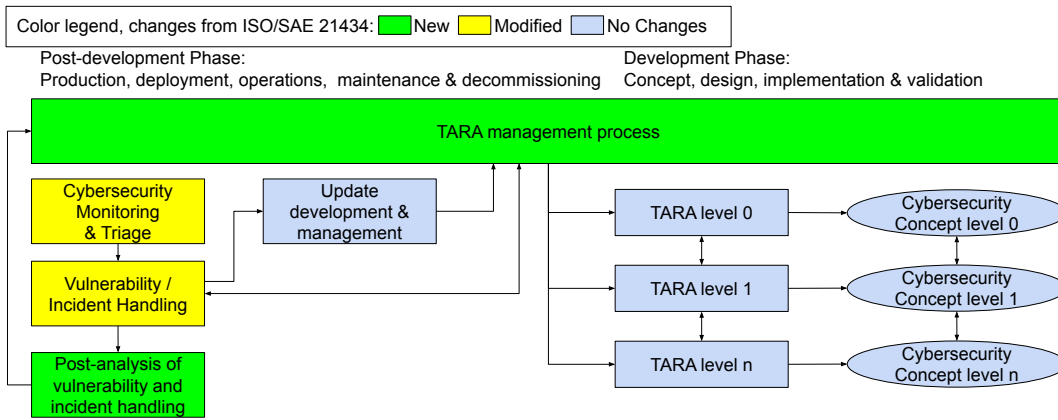 Color legend, changes from ISO/SAE 21434: New Modified No Changes
Post-development Phase:
Production, deployment, operations, maintenance & decommissioning
Development Phase:
Concept, design, implementation & validation
TARA management process
Cybersecurity
Monitoring
& Triage
Update
development &
management
Vulnerability /
Incident Handling
Post-analysis of
vulnerability and
incident handling
TARA level 0
Cybersecurity
Concept level 0
TARA level 1
Cybersecurity
Concept level 1
TARA level n
Cybersecurity
Concept level n